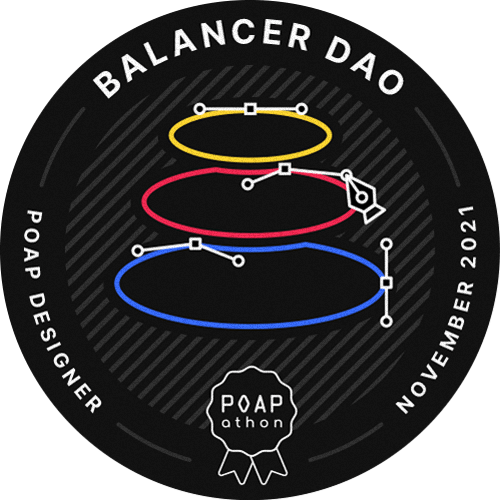 BALANCER DAO
POAP DESIGNER
NOVEMBER 2021
POAP
athon